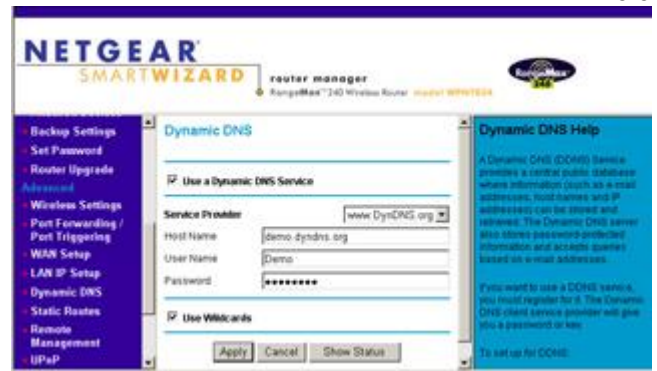 NETGEAR
SMARTWIZARD
router manager
RangeMax™ 240 Wireless Router
RangeMax
240
Backup Settings
Set Password
Router Upgrade
Advanced
Wireless Settings
Port Forwarding /
Port Triggering
WAN Setup
LAN IP Setup
Dynamic DNS
Static Routes
Remote
Management
UPnP
Dynamic DNS
Use a Dynamic DNS Service
Service Provider www.DynDNS.org
Host Name demo.dyndns.org
User Name Demo
Password ●●●●●●●●
Use Wildcards
Apply Cancel Show Status
Dynamic DNS Help
A Dynamic DNS (DDNS) Service
provides a central public database
where information (such as e-mail
addresses, host names and IP
addresses) can be stored and
retrieved. The Dynamic DNS server
also stores password-protected
information and accepts queries
based on e-mail addresses.
If you want to use a DDNS service,
you must register for it. The Dynamic
DNS client service provider will give
you a password or key.
To set up for DDNS: